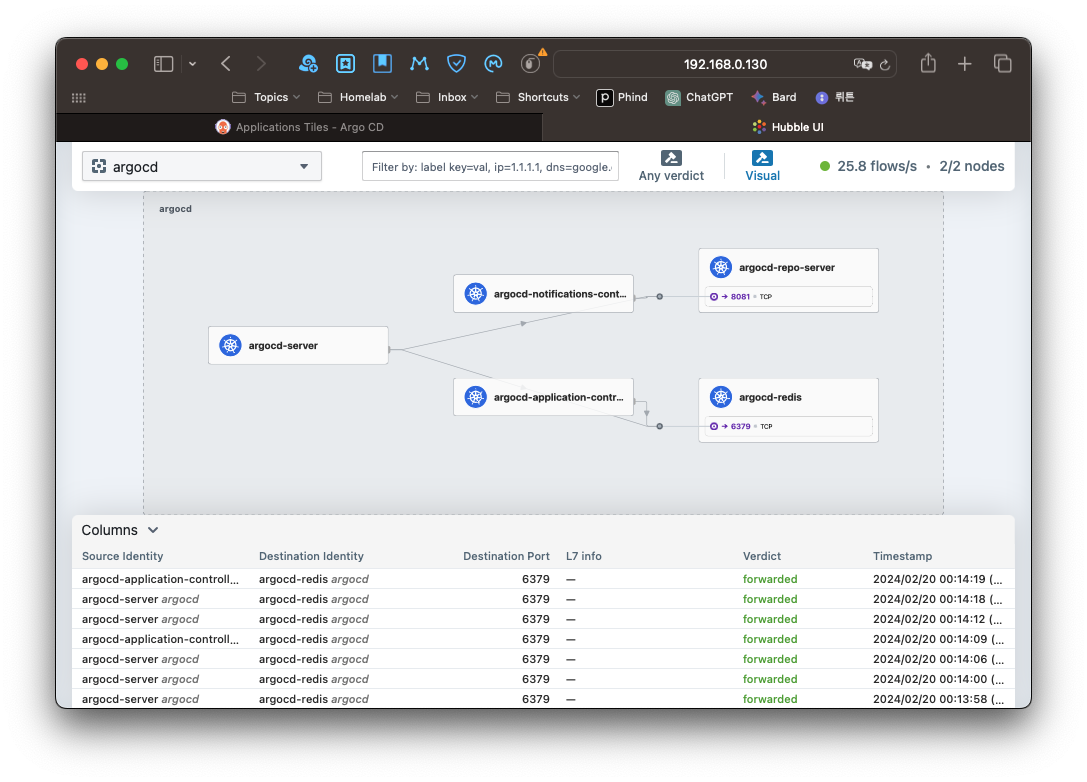 192.168.0.130
Topics Homelab Inbox Shortcuts Phind ChatGPT Bard 뤼튼
Applications Tiles - Argo CD Hubble UI
argocd Filter by: label key=val, ip=1.1.1.1, dns=google. Any verdict Visual 25.8 flows/s • 2/2 nodes
argocd
argocd-repo-server
8081 TCP
argocd-notifications-cont...
argocd-server
argocd-application-contr...
argocd-redis
6379 TCP
Columns
Source Identity Destination Identity Destination Port L7 info Verdict Timestamp
argocd-application-controll... argocd-redis argocd 6379 — forwarded 2024/02/20 00:14:19 (...
argocd-server argocd argocd-redis argocd 6379 — forwarded 2024/02/20 00:14:18 (...
argocd-server argocd argocd-redis argocd 6379 — forwarded 2024/02/20 00:14:12 (...
argocd-application-controll... argocd-redis argocd 6379 — forwarded 2024/02/20 00:14:09 (...
argocd-server argocd argocd-redis argocd 6379 — forwarded 2024/02/20 00:14:06 (...
argocd-server argocd argocd-redis argocd 6379 — forwarded 2024/02/20 00:14:00 (...
argocd-server argocd argocd-redis argocd 6379 — forwarded 2024/02/20 00:13:58 (...